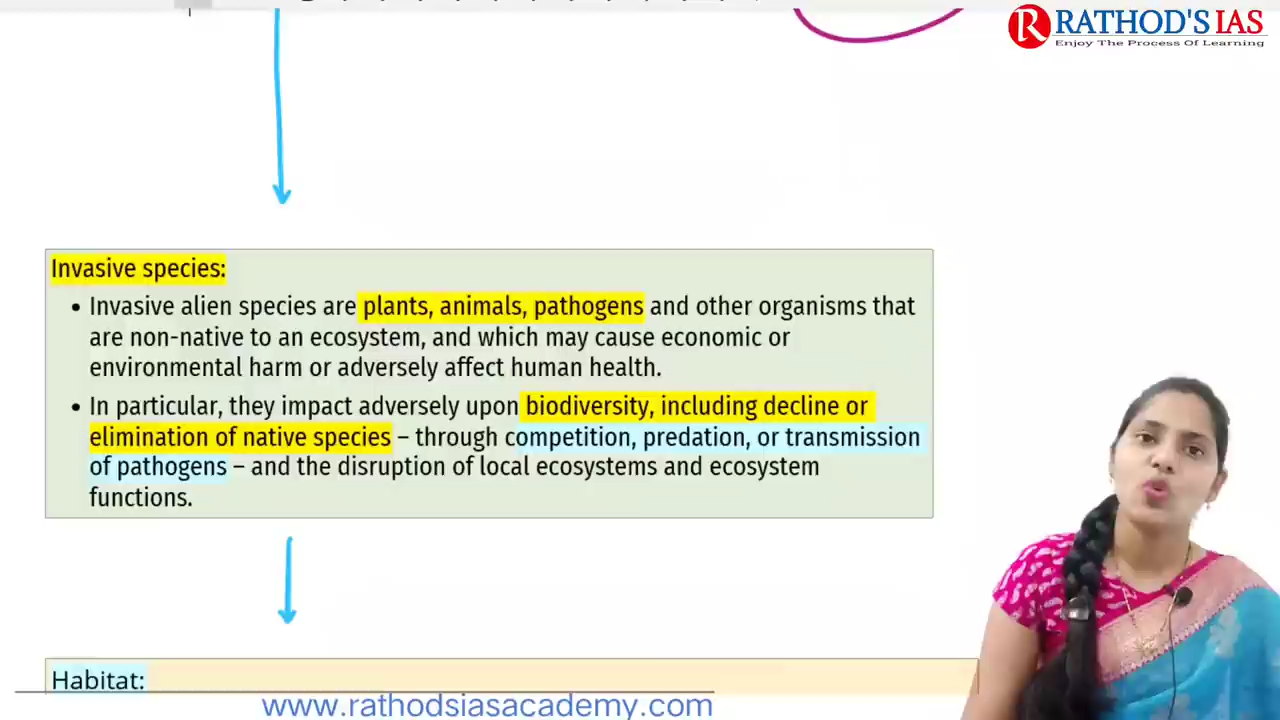 RATHOD'S IAS
Enjoy The Process Of Learning
Invasive species:
• Invasive alien species are plants, animals, pathogens and other organisms that
are non-native to an ecosystem, and which may cause economic or
environmental harm or adversely affect human health.
• In particular, they impact adversely upon biodiversity, including decline or
elimination of native species – through competition, predation, or transmission
of pathogens – and the disruption of local ecosystems and ecosystem
functions.
Habitat:
www.rathodsiasacademy.com